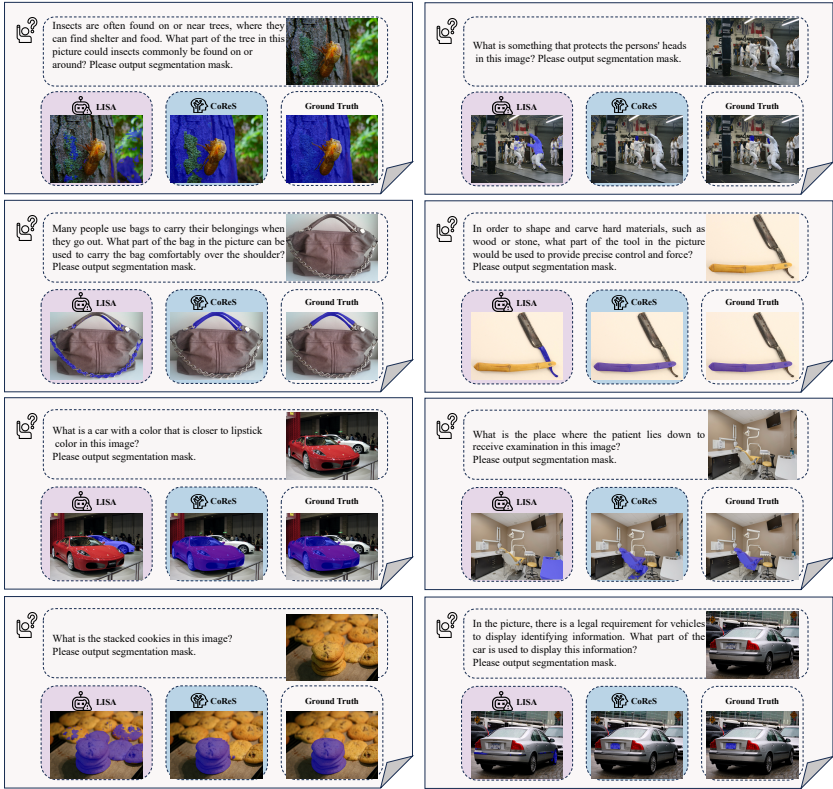 Insects are often found on or near trees, where they
can find shelter and food. What part of the tree in this
picture could insects commonly be found on or
around? Please output segmentation mask.
LISA
CoReS
Ground Truth
What is something that protects the persons' heads
in this image? Please output segmentation mask.
LISA
CoReS
Ground Truth
Many people use bags to carry their belongings when
they go out. What part of the bag in the picture can be
used to carry the bag comfortably over the shoulder?
Please output segmentation mask.
LISA
CoReS
Ground Truth
In order to shape and carve hard materials, such as
wood or stone, what part of the tool in the picture
would be used to provide precise control and force?
Please output segmentation mask.
LISA
CoReS
Ground Truth
What is a car with a color that is closer to lipstick
color in this image?
Please output segmentation mask.
LISA
CoReS
Ground Truth
What is the place where the patient lies down to
receive examination in this image?
Please output segmentation mask.
LISA
CoReS
Ground Truth
What is the stacked cookies in this image?
Please output segmentation mask.
LISA
CoReS
Ground Truth
In the picture, there is a legal requirement for vehicles
to display identifying information. What part of the
car is used to display this information?
Please output segmentation mask.
LISA
CoReS
Ground Truth